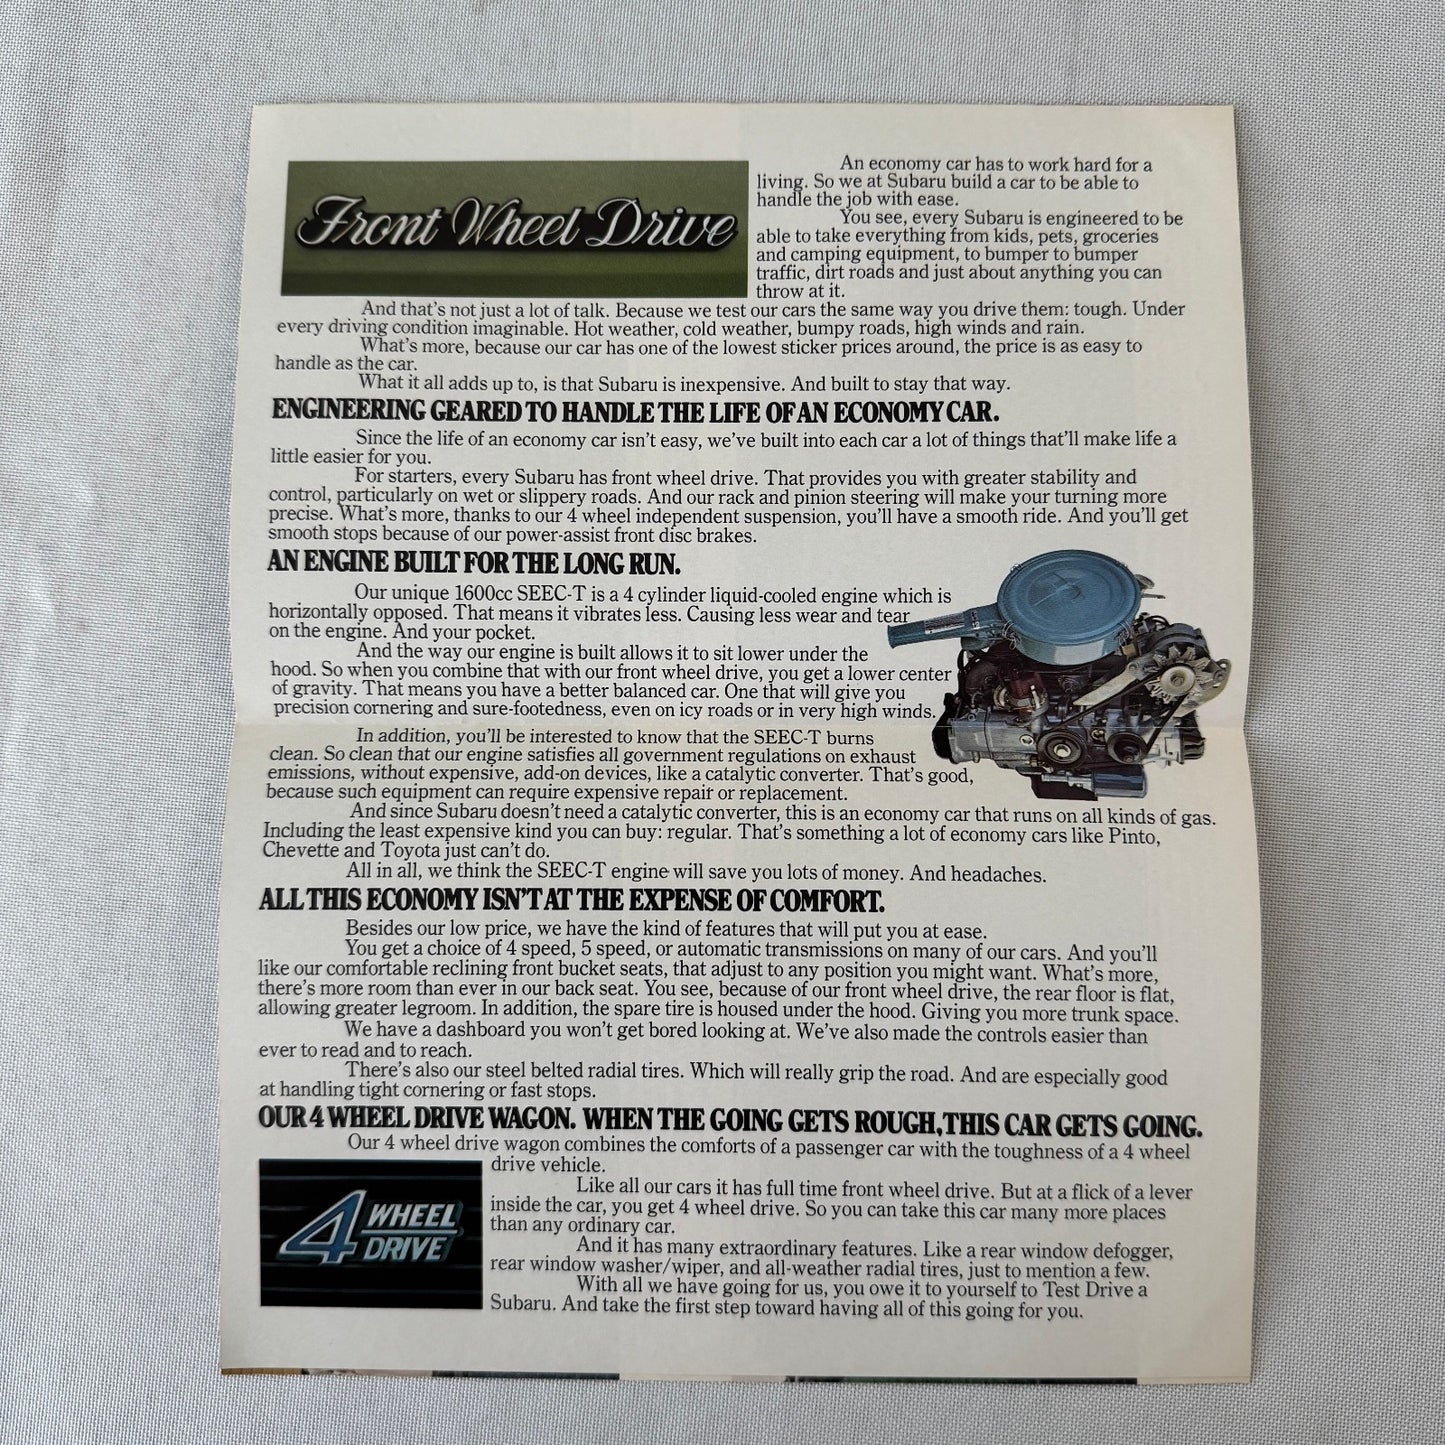 Front Wheel Drive
An economy car has to work hard for a
living. So we at Subaru build a car to be able to
handle the job with ease.
You see, every Subaru is engineered to be
able to take everything from kids, pets, groceries
and camping equipment, to bumper to bumper
traffic, dirt roads and just about anything you can
throw at it.
And that's not just a lot of talk. Because we test our cars the same way you drive them: tough. Under
every driving condition imaginable. Hot weather, cold weather, bumpy roads, high winds and rain.
What's more, because our car has one of the lowest sticker prices around, the price is as easy to
handle as the car.
What it all adds up to, is that Subaru is inexpensive. And built to stay that way.
ENGINEERING GEARED TO HANDLE THE LIFE OF AN ECONOMY CAR.
Since the life of an economy car isn't easy, we've built into each car a lot of things that'll make life a
little easier for you.
For starters, every Subaru has front wheel drive. That provides you with greater stability and
control, particularly on wet or slippery roads. And our rack and pinion steering will make your turning more
precise. What's more, thanks to our 4 wheel independent suspension, you'll have a smooth ride. And you'll get
smooth stops because of our power-assist front disc brakes.
AN ENGINE BUILT FOR THE LONG RUN.
Our unique 1600cc SEEC-T is a 4 cylinder liquid-cooled engine which is
horizontally opposed. That means it vibrates less. Causing less wear and tear
on the engine. And your pocket.
And the way our engine is built allows it to sit lower under the
hood. So when you combine that with our front wheel drive, you get a lower center
of gravity. That means you have a better balanced car. One that will give you
precision cornering and sure-footedness, even on icy roads or in very high winds.
In addition, you'll be interested to know that the SEEC-T burns
clean. So clean that our engine satisfies all government regulations on exhaust
emissions, without expensive, add-on devices, like a catalytic converter. That's good,
because such equipment can require expensive repair or replacement.
And since Subaru doesn't need a catalytic converter, this is an economy car that runs on all kinds of gas.
Including the least expensive kind you can buy: regular. That's something a lot of economy cars like Pinto,
Chevette and Toyota just can't do.
All in all, we think the SEEC-T engine will save you lots of money. And headaches.
ALL THIS ECONOMY ISN'T AT THE EXPENSE OF COMFORT.
Besides our low price, we have the kind of features that will put you at ease.
You get a choice of 4 speed, 5 speed, or automatic transmissions on many of our cars. And you'll
like our comfortable reclining front bucket seats, that adjust to any position you might want. What's more,
there's more room than ever in our back seat. You see, because of our front wheel drive, the rear floor is flat,
allowing greater legroom. In addition, the spare tire is housed under the hood. Giving you more trunk space.
We have a dashboard you won't get bored looking at. We've also made the controls easier than
ever to read and to reach.
There's also our steel belted radial tires. Which will really grip the road. And are especially good
at handling tight cornering or fast stops.
OUR 4 WHEEL DRIVE WAGON. WHEN THE GOING GETS ROUGH, THIS CAR GETS GOING.
Our 4 wheel drive wagon combines the comforts of a passenger car with the toughness of a 4 wheel
drive vehicle.
Like all our cars it has full time front wheel drive. But at a flick of a lever
inside the car, you get 4 wheel drive. So you can take this car many more places
than any ordinary car.
And it has many extraordinary features. Like a rear window defogger,
rear window washer/wiper, and all-weather radial tires, just to mention a few.
With all we have going for us, you owe it to yourself to Test Drive a
Subaru. And take the first step toward having all of this going for you.
4 WHEEL
DRIVE